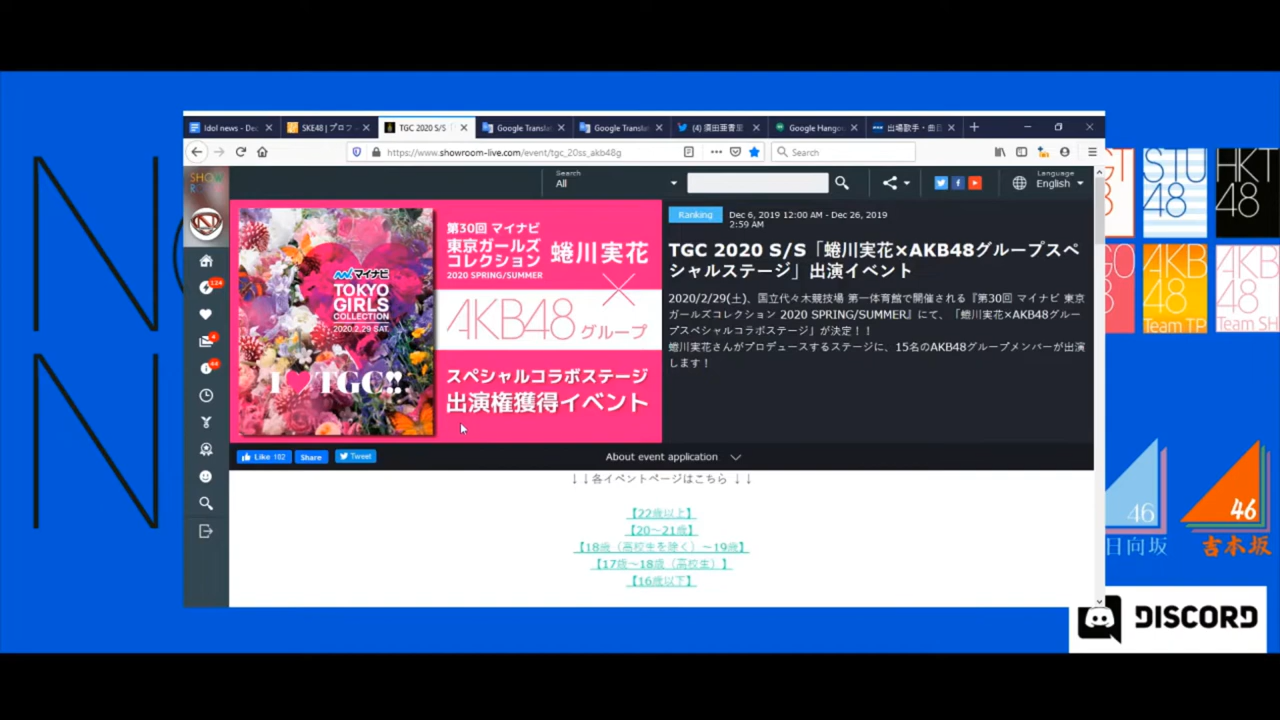 Idol news - Dec
SKE48 | プロフ
TGC 2020 S/S
Google Translat
Google Translat
(4) 須田亜香里
Google Hangou
出場歌手・曲目
https://www.showroom-live.com/event/tgc_20ss_akb48g
Search
SHOW
RO
Search
All
Language
English
第30回 マイナビ
東京ガールズ
コレクション
2020 SPRING/SUMMER
蜷川実花
AKB48 グループ
スペシャルコラボステージ
出演権獲得イベント
マイナビ
TOKYO
GIRLS
COLLECTION
2020.2.29 SAT.
TGC!!
Ranking
Dec 6, 2019 12:00 AM - Dec 26, 2019
2:59 AM
TGC 2020 S/S「蜷川実花×AKB48グループスペ
シャルステージ」出演イベント
2020/2/29(土)、国立代々木競技場 第一体育館で開催される『第30回 マイナビ 東京
ガールズコレクション 2020 SPRING/SUMMER』にて、「蜷川実花×AKB48グルー
プスペシャルコラボステージ」が決定！！
蜷川実花さんがプロデュースするステージに、15名のAKB48グループメンバーが出演
します！
124
4
44
Like 102
Share
Tweet
About event application
↓↓各イベントページはこちら ↓↓
【22歳以上】
【20～21歳】
【18歳（高校生を除く）～19歳】
【17歳～18歳（高校生）】
【16歳以下】
N
N
STU
48
HKT
48
AKB
48
Team TP
AKB
48
Team SH
46
日向坂
46
吉本坂
DISCORD